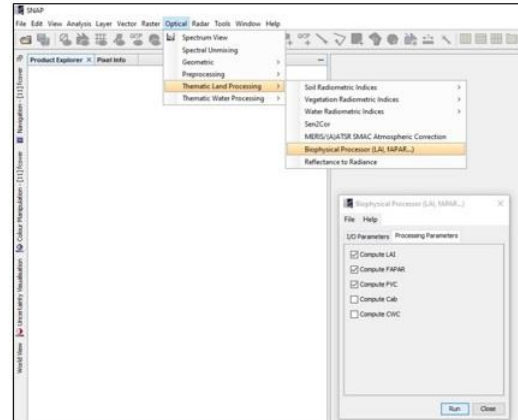 SNAP
File Edit View Analysis Layer Vector Raster Optical Radar Tools Window Help
Product Explorer × Pixel Info
Spectrum View
Spectral Unmixing
Geometric
Preprocessing
Thematic Land Processing
Thematic Water Processing
Soil Radiometric Indices
Vegetation Radiometric Indices
Water Radiometric Indices
Sen2Cor
MERIS/(A)ATSR SMAC Atmospheric Correction
Biophysical Processor (LAI, fAPAR...)
Reflectance to Radiance
Navigation - [11] fcover
Colour Manipulation - [11] fcover
Uncertainty Visualisation
World View
Biophysical Processor (LAI, fAPAR...)
File Help
I/O Parameters Processing Parameters
Compute LAI
Compute FAPAR
Compute FVC
Compute Cab
Compute CWC
Run Close